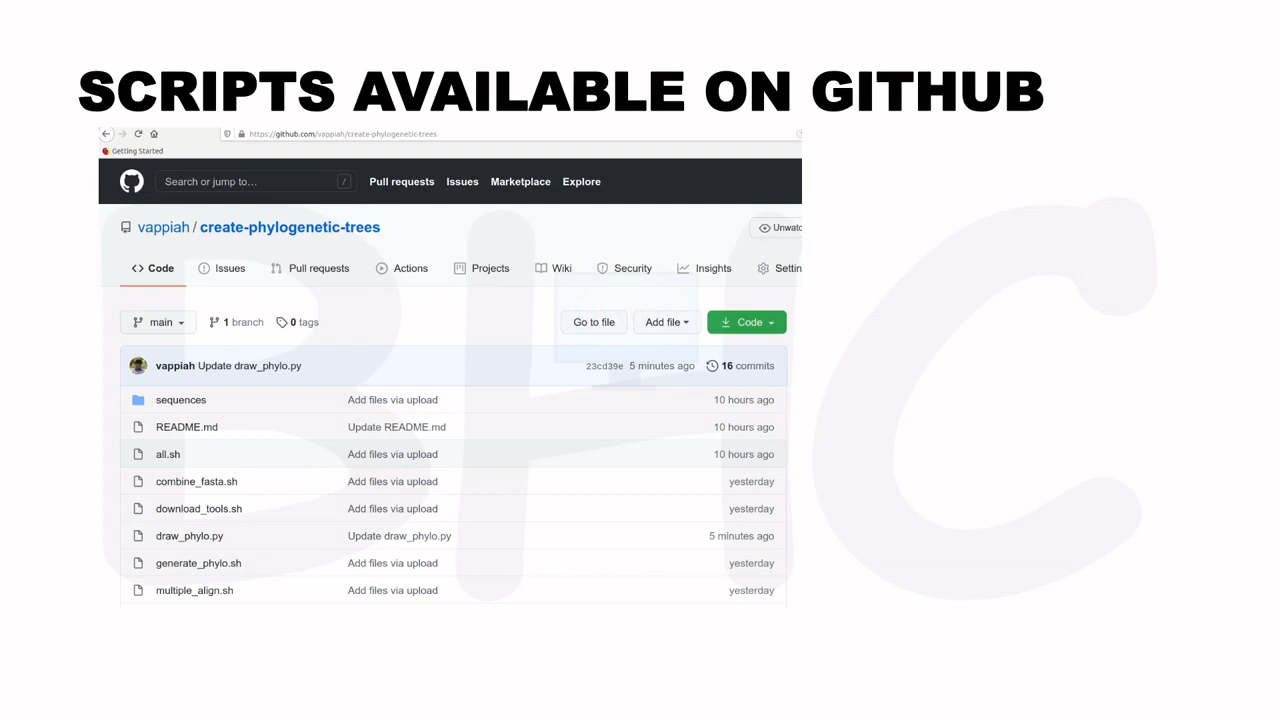 SCRIPTS AVAILABLE ON GITHUB
https://github.com/vappiah/create-phylogenetic-trees
Getting Started
Search or jump to… / Pull requests Issues Marketplace Explore
vappiah / create-phylogenetic-trees Unwatc
Code Issues Pull requests Actions Projects Wiki Security Insights Settin
main 1 branch 0 tags Go to file Add file Code
vappiah Update draw_phylo.py 23cd39e 5 minutes ago 16 commits
sequences Add files via upload 10 hours ago
README.md Update README.md 10 hours ago
all.sh Add files via upload 10 hours ago
combine_fasta.sh Add files via upload yesterday
download_tools.sh Add files via upload yesterday
draw_phylo.py Update draw_phylo.py 5 minutes ago
generate_phylo.sh Add files via upload yesterday
multiple_align.sh Add files via upload yesterday
BHIC